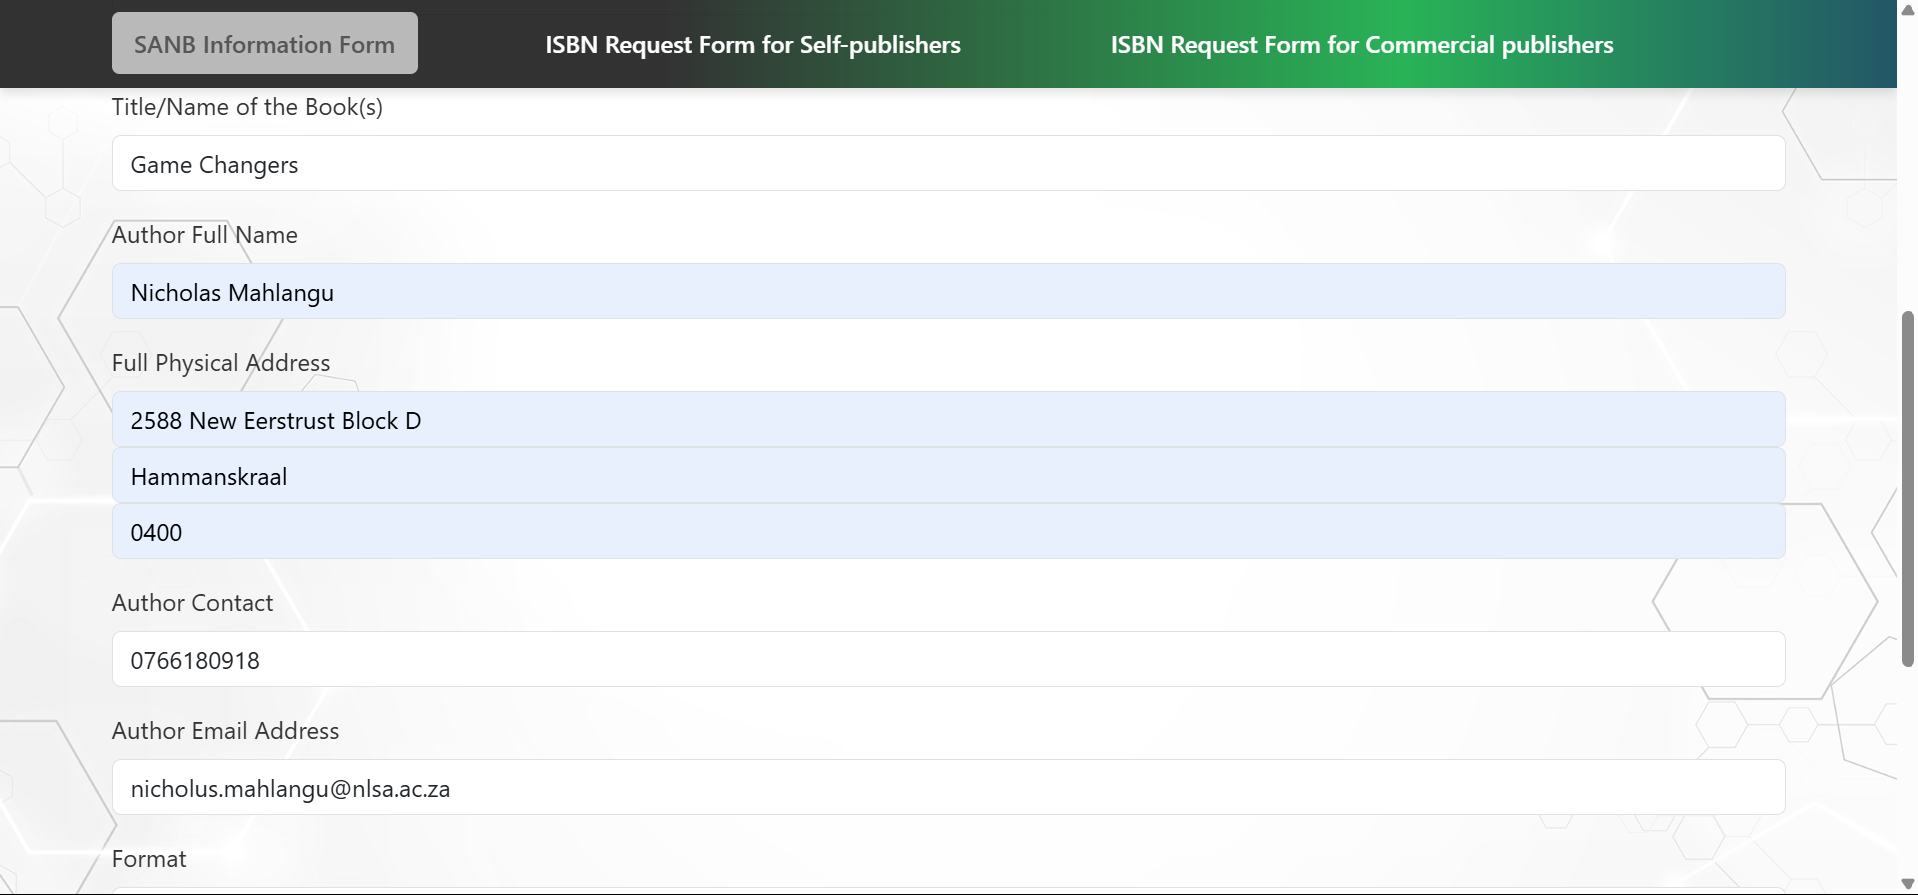 SANB Information Form
ISBN Request Form for Self-publishers
ISBN Request Form for Commercial publishers
Title/Name of the Book(s)
Game Changers
Author Full Name
Nicholas Mahlangu
Full Physical Address
2588 New Eerstrust Block D
Hammanskraal
0400
Author Contact
0766180918
Author Email Address
nicholus.mahlangu@nlsa.ac.za
Format